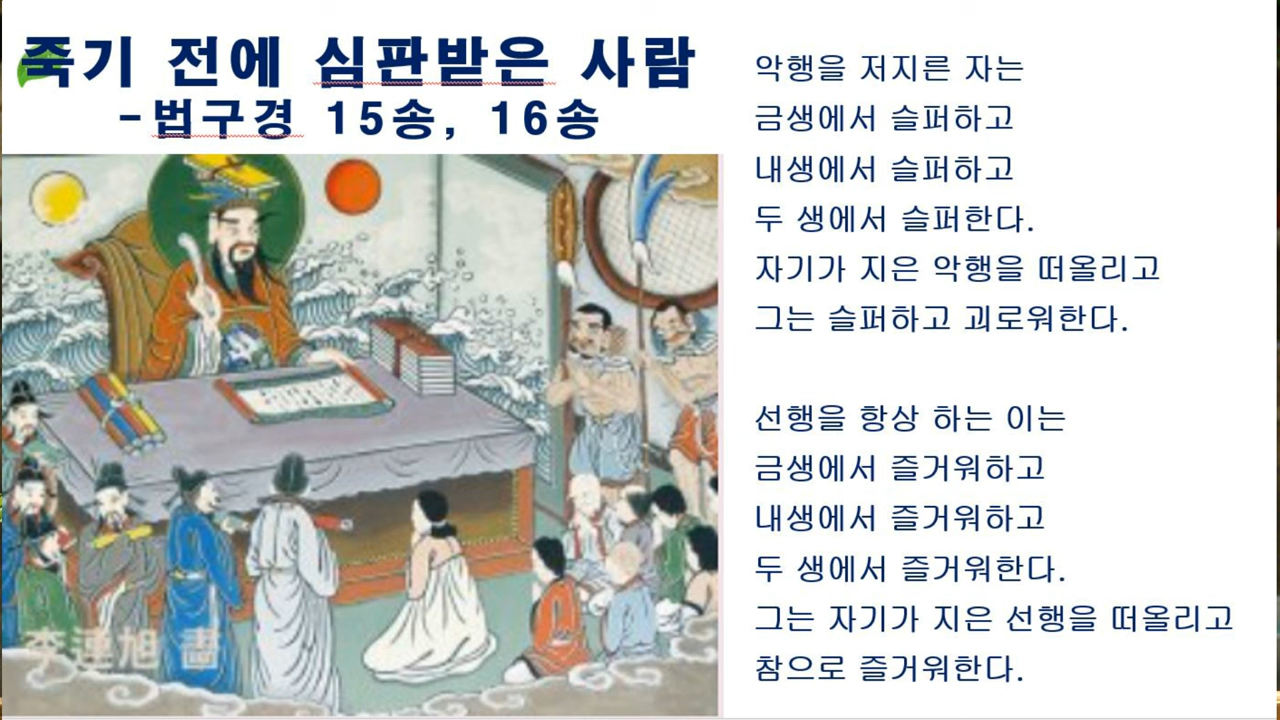 죽기 전에 심판받은 사람
-법구경 15송, 16송
악행을 저지른 자는
금생에서 슬퍼하고
내생에서 슬퍼하고
두 생에서 슬퍼한다.
자기가 지은 악행을 떠올리고
그는 슬퍼하고 괴로워한다.
선행을 항상 하는 이는
금생에서 즐거워하고
내생에서 즐거워하고
두 생에서 즐거워한다.
그는 자기가 지은 선행을 떠올리고
참으로 즐거워한다.
李連旭 畵